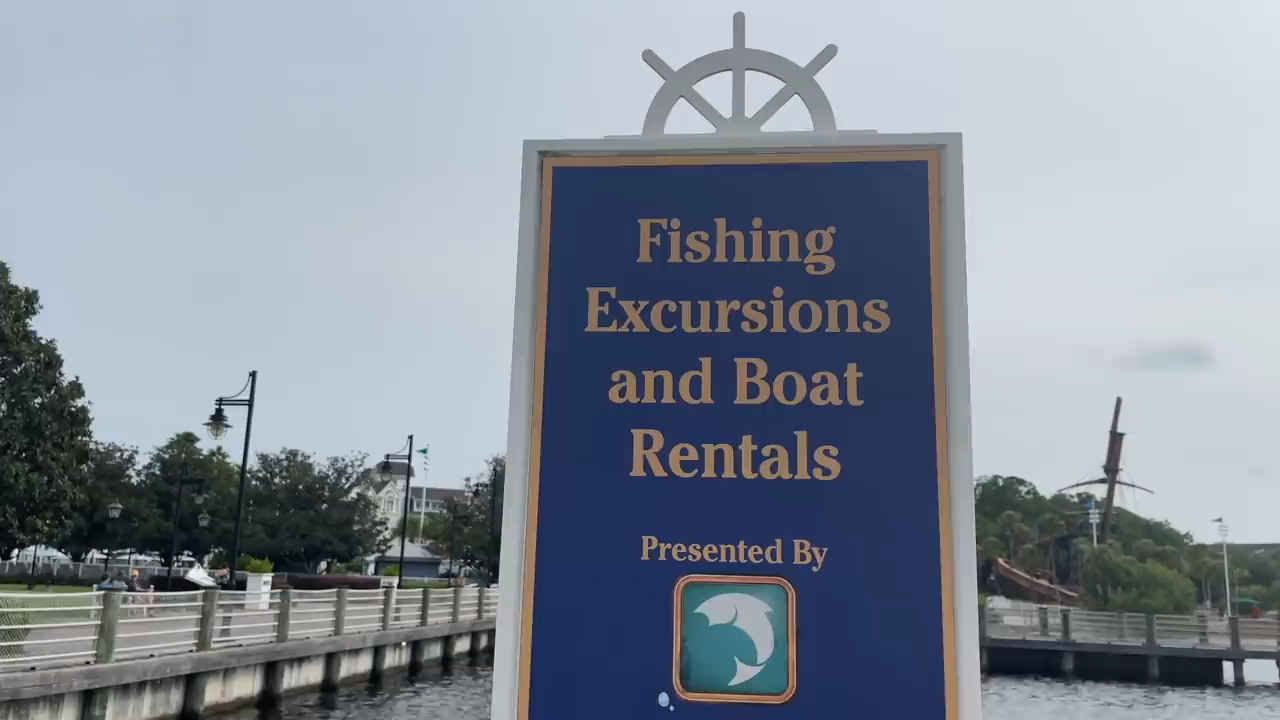 Fishing
Excursions
and Boat
Rentals
Presented By